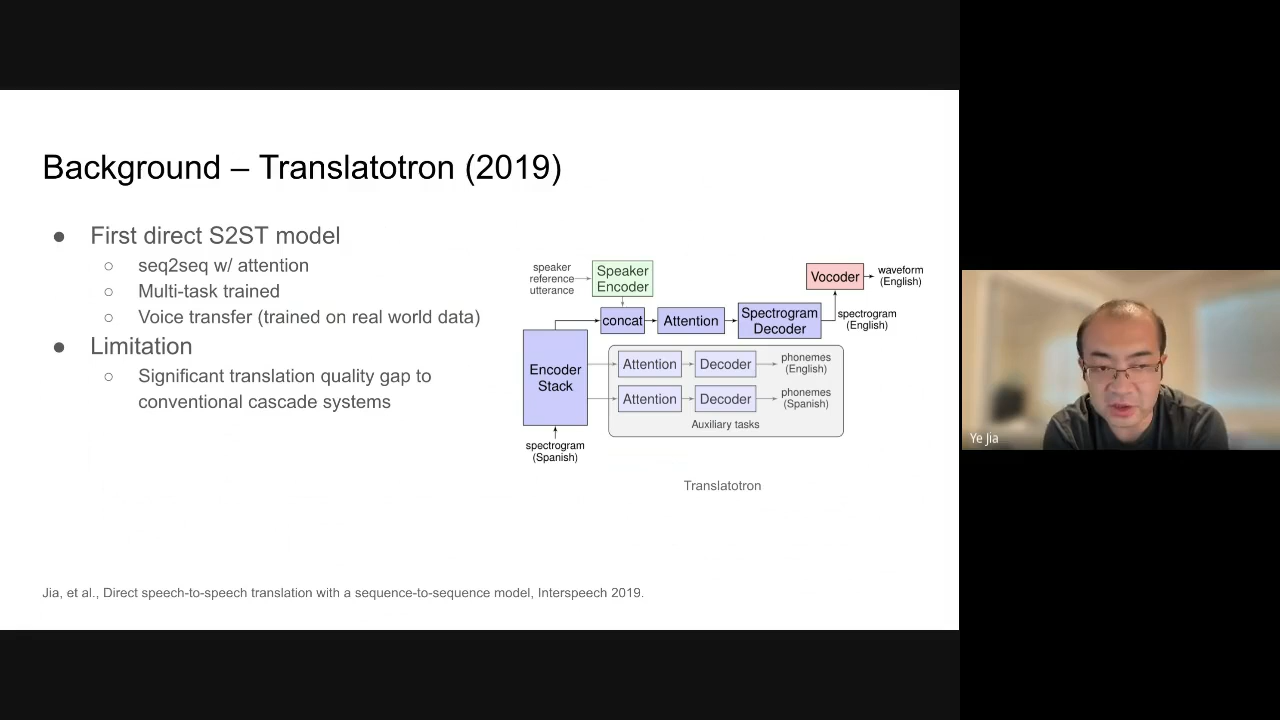 Background – Translatotron (2019)
● First direct S2ST model
○ seq2seq w/ attention
○ Multi-task trained
○ Voice transfer (trained on real world data)
● Limitation
○ Significant translation quality gap to
conventional cascade systems
speaker
reference
utterance
Speaker
Encoder
Vocoder
waveform
(English)
concat
Attention
Spectrogram
Decoder
spectrogram
(English)
Encoder
Stack
Attention
Decoder
phonemes
(English)
Attention
Decoder
phonemes
(Spanish)
Auxiliary tasks
spectrogram
(Spanish)
Translatotron
Jia, et al., Direct speech-to-speech translation with a sequence-to-sequence model, Interspeech 2019.
Ye Jia